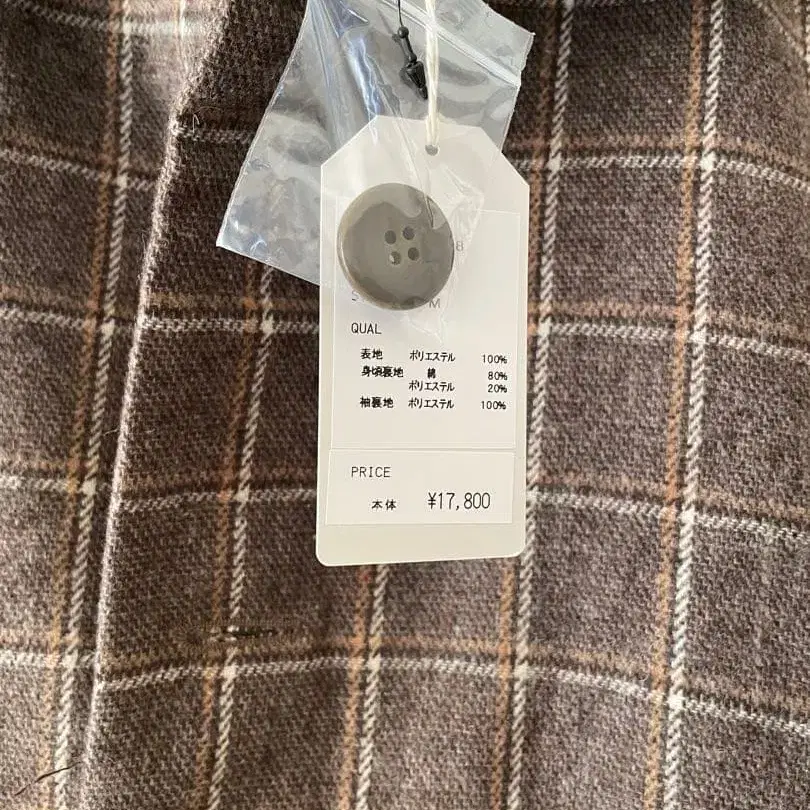 QUAL
表地 ポリエステル 100%
身頃裏地 綿 80%
ポリエステル 20%
袖裏地 ポリエステル 100%
PRICE
本体 ¥17,800